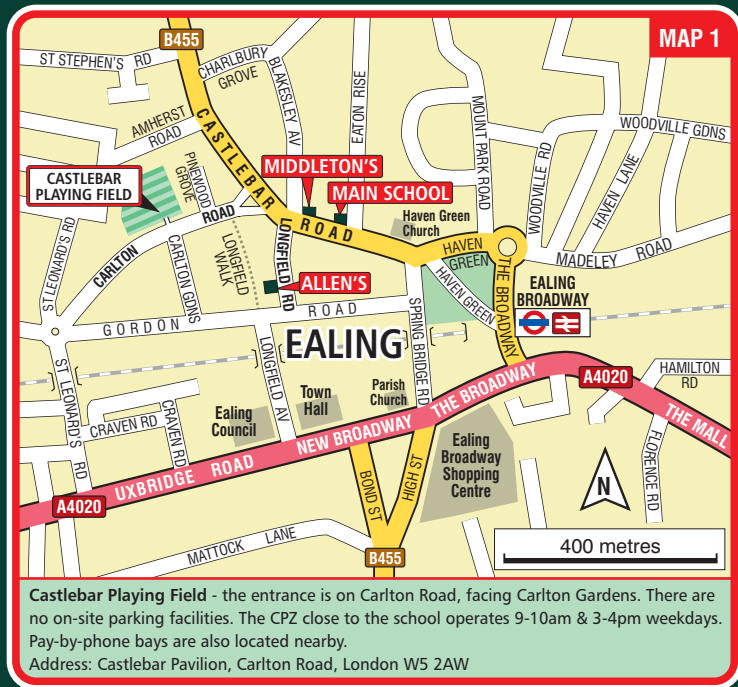 MAP 1
B455
ST STEPHEN'S RD
CHARLBURY
GROVE
BLAKESLEY AV
EATON RISE
MOUNT PARK ROAD
WOODVILLE GDNS
AMHERST
ROAD
CASTLEBAR ROAD
WOODVILLE RD
HAVEN LANE
CASTLEBAR
PLAYING FIELD
PINEWOOD
GROVE
MIDDLETON'S
MAIN SCHOOL
Haven Green
Church
HAVEN
GREEN
MADELEY ROAD
ST LEONARD'S RD
CARLTON ROAD
CARLTON GDNS
LONGFIELD
WALK
LONGFIELD RD
ALLEN'S
HAVEN GREEN
THE BROADWAY
EALING
BROADWAY
GORDON ROAD
SPRING BRIDGE RD
EALING
ST LEONARD'S RD
LONGFIELD AV
A4020
HAMILTON
RD
CRAVEN RD
CRAVEN RD
Ealing
Council
Town
Hall
Parish
Church
UXBRIDGE ROAD
NEW BROADWAY
THE BROADWAY
THE MALL
FLORENCE RD
Ealing
Broadway
Shopping
Centre
A4020
BOND ST
HIGH ST
N
MATTOCK LANE
B455
400 metres
Castlebar Playing Field - the entrance is on Carlton Road, facing Carlton Gardens. There are
no on-site parking facilities. The CPZ close to the school operates 9-10am & 3-4pm weekdays.
Pay-by-phone bays are also located nearby.
Address: Castlebar Pavilion, Carlton Road, London W5 2AW